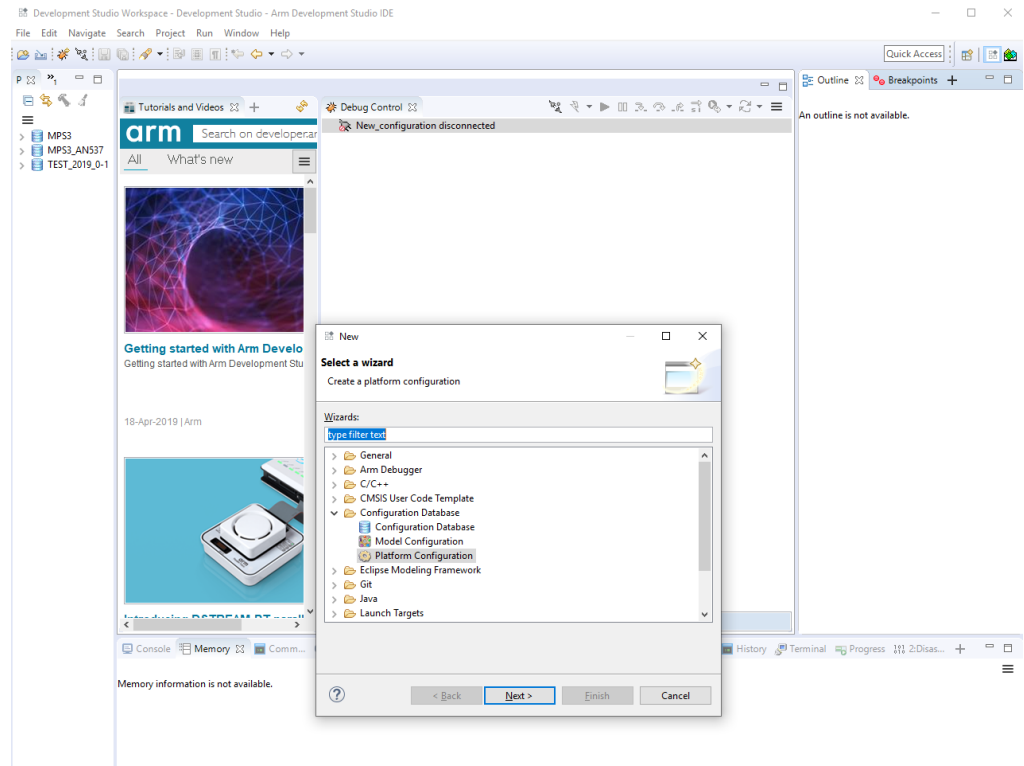 Development Studio Workspace - Development Studio - Arm Development Studio IDE
File Edit Navigate Search Project Run Window Help
Quick Access
P
Outline
Breakpoints
An outline is not available.
MPS3
MPS3_AN537
TEST_2019_0-1
Tutorials and Videos
arm
Search on developer.ar
All What's new
Getting started with Arm Develo
Getting started with Arm Development Stu
18-Apr-2019 | Arm
Debug Control
New_configuration disconnected
New
Select a wizard
Create a platform configuration
Wizards:
type filter text
General
Arm Debugger
C/C++
CMSIS User Code Template
Configuration Database
Configuration Database
Model Configuration
Platform Configuration
Eclipse Modeling Framework
Git
Java
Launch Targets
< Back
Next >
Finish
Cancel
Console Memory Comm...
History Terminal Progress 2:Disas...
Memory information is not available.